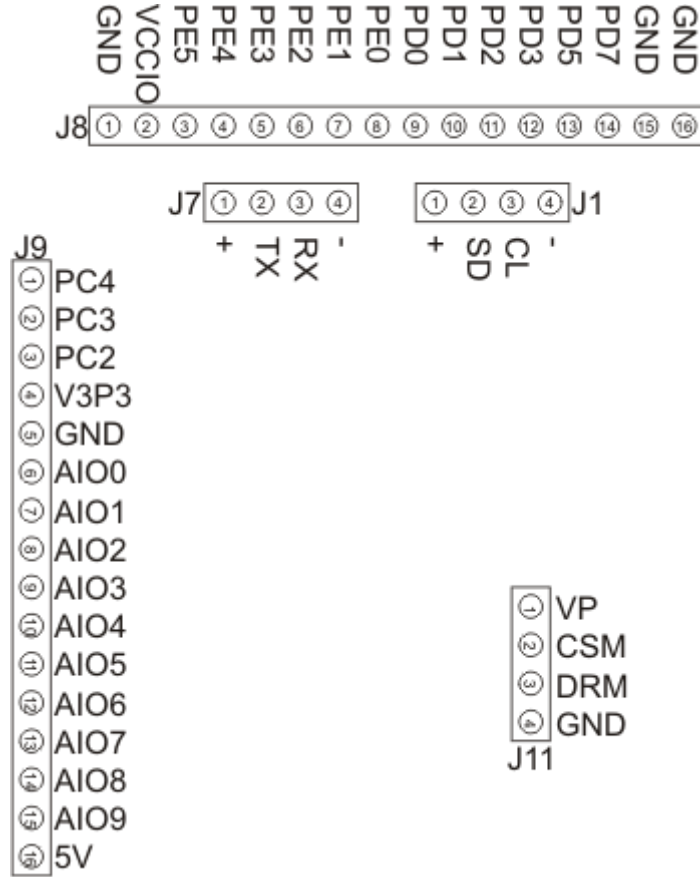 GND VCCIO PE5 PE4 PE3 PE2 PE1 PE0 PD0 PD1 PD2 PD3 PD5 PD7 GND GND
J8 1 2 3 4 5 6 7 8 9 10 11 12 13 14 15 16
J7 1 2 3 4
+ TX RX -
1 2 3 4 J1
+ SD CL -
J9
1 PC4
2 PC3
3 PC2
4 V3P3
5 GND
6 AIO0
7 AIO1
8 AIO2
9 AIO3
10 AIO4
11 AIO5
12 AIO6
13 AIO7
14 AIO8
15 AIO9
16 5V
1 VP
2 CSM
3 DRM
4 GND
J11